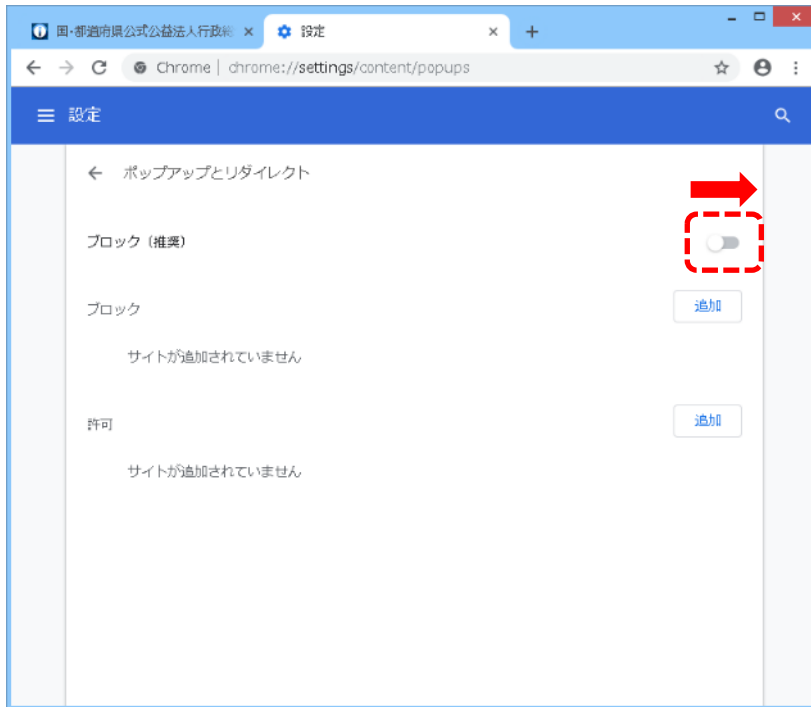 国・都道府県公式公益法人行政総
設定
Chrome | chrome://settings/content/popups
設定
ポップアップとリダイレクト
ブロック（推奨）
ブロック
追加
サイトが追加されていません
許可
追加
サイトが追加されていません